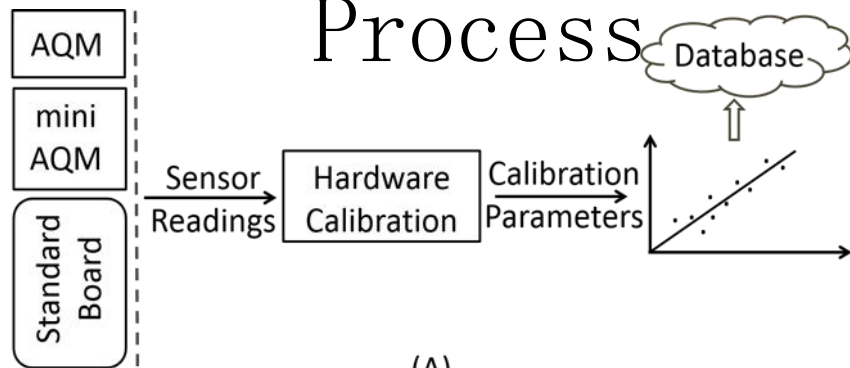 Process
AQM
mini
AQM
Standard
Board
Sensor
Readings
Hardware
Calibration
Calibration
Parameters
Database
(A)